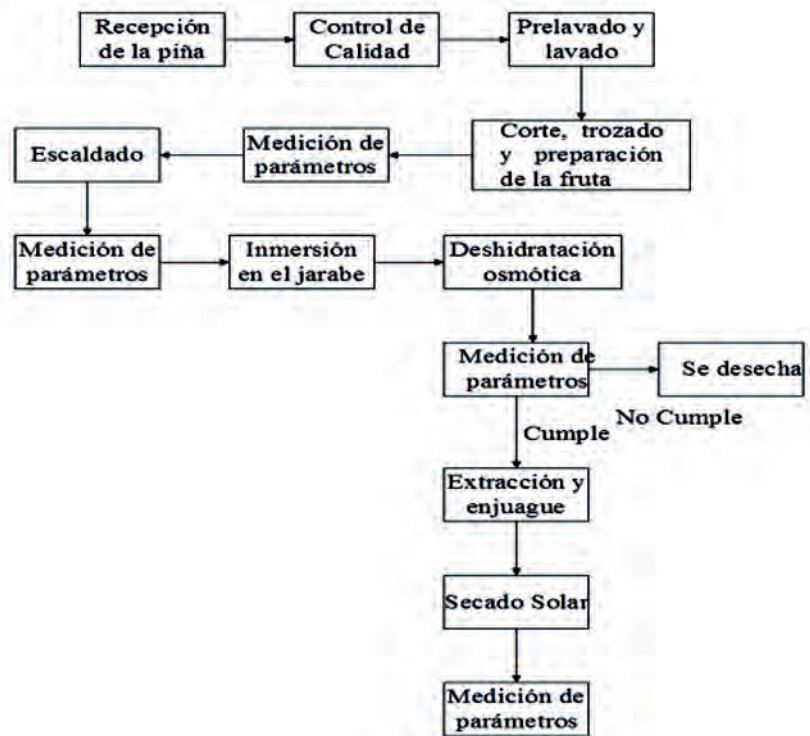 Recepción
de la piña
Control de
Calidad
Prelavado y
lavado
Corte, trozado
y preparación
de la fruta
Medición de
parámetros
Escaldado
Medición de
parámetros
Inmersión
en el jarabe
Deshidratación
osmótica
Medición de
parámetros
Se desecha
No Cumple
Cumple
Extracción y
enjuague
Secado Solar
Medición de
parámetros